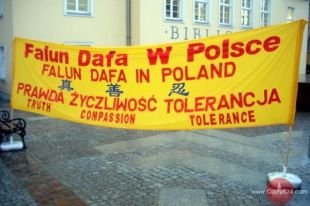 BIBLIO
Falun Dafa W Polsce
FALUN DAFA IN POLAND
真 善 忍
PRAWDA ŻYCZLIWOŚĆ TOLERANCJA
TRUTH COMPASSION TOLERANCE
www.Olsztyn24.com